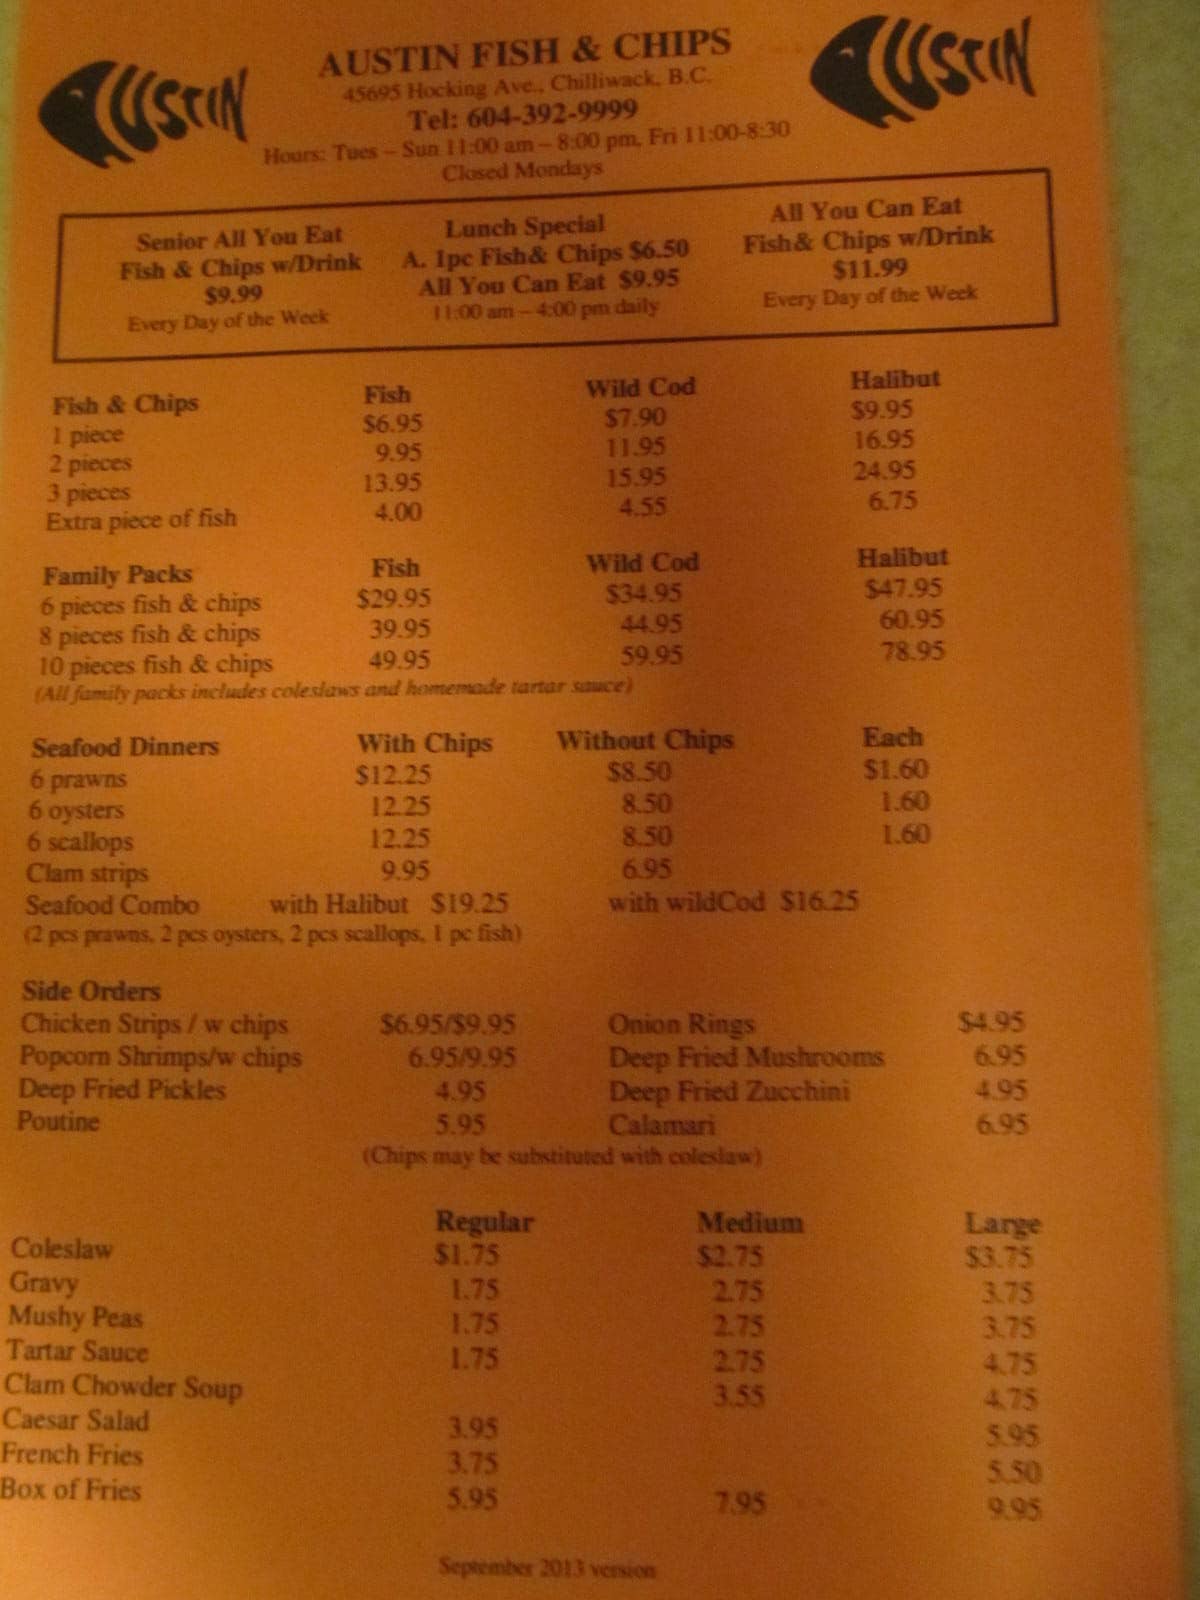 AUSTIN AUSTIN
AUSTIN FISH & CHIPS
45695 Hocking Ave., Chilliwack, B.C.
Tel: 604-392-9999
Hours: Tues – Sun 11:00 am – 8:00 pm, Fri 11:00-8:30
Closed Mondays
Senior All You Eat
Fish & Chips w/Drink
$9.99
Every Day of the Week
Lunch Special
A. 1pc Fish& Chips $6.50
All You Can Eat $9.95
11:00 am – 4:00 pm daily
All You Can Eat
Fish& Chips w/Drink
$11.99
Every Day of the Week
Fish & Chips Fish Wild Cod Halibut
1 piece $6.95 $7.90 $9.95
2 pieces 9.95 11.95 16.95
3 pieces 13.95 15.95 24.95
Extra piece of fish 4.00 4.55 6.75
Family Packs Fish Wild Cod Halibut
6 pieces fish & chips $29.95 $34.95 $47.95
8 pieces fish & chips 39.95 44.95 60.95
10 pieces fish & chips 49.95 59.95 78.95
(All family packs includes coleslaws and homemade tartar sauce)
Seafood Dinners With Chips Without Chips Each
6 prawns $12.25 $8.50 $1.60
6 oysters 12.25 8.50 1.60
6 scallops 12.25 8.50 1.60
Clam strips 9.95 6.95
Seafood Combo with Halibut $19.25 with wildCod $16.25
(2 pcs prawns, 2 pcs oysters, 2 pcs scallops, 1 pc fish)
Side Orders
Chicken Strips / w chips $6.95/$9.95 Onion Rings $4.95
Popcorn Shrimps/w chips 6.95/9.95 Deep Fried Mushrooms 6.95
Deep Fried Pickles 4.95 Deep Fried Zucchini 4.95
Poutine 5.95 Calamari 6.95
(Chips may be substituted with coleslaw)
Regular Medium Large
Coleslaw $1.75 $2.75 $3.75
Gravy 1.75 2.75 3.75
Mushy Peas 1.75 2.75 3.75
Tartar Sauce 1.75 2.75 4.75
Clam Chowder Soup 3.55 4.75
Caesar Salad 3.95 5.95
French Fries 3.75 5.50
Box of Fries 5.95 7.95 9.95
September 2013 version